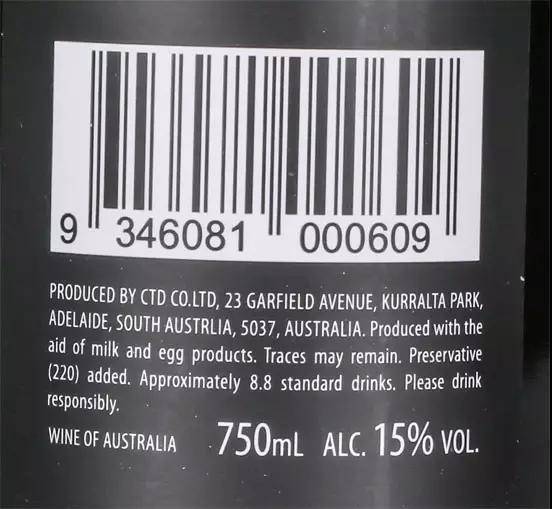 9 346081 000609
PRODUCED BY CTD CO.LTD, 23 GARFIELD AVENUE, KURRALTA PARK,
ADELAIDE, SOUTH AUSTRLIA, 5037, AUSTRALIA. Produced with the
aid of milk and egg products. Traces may remain. Preservative
(220) added. Approximately 8.8 standard drinks. Please drink
responsibly.
WINE OF AUSTRALIA 750mL ALC. 15% VOL.